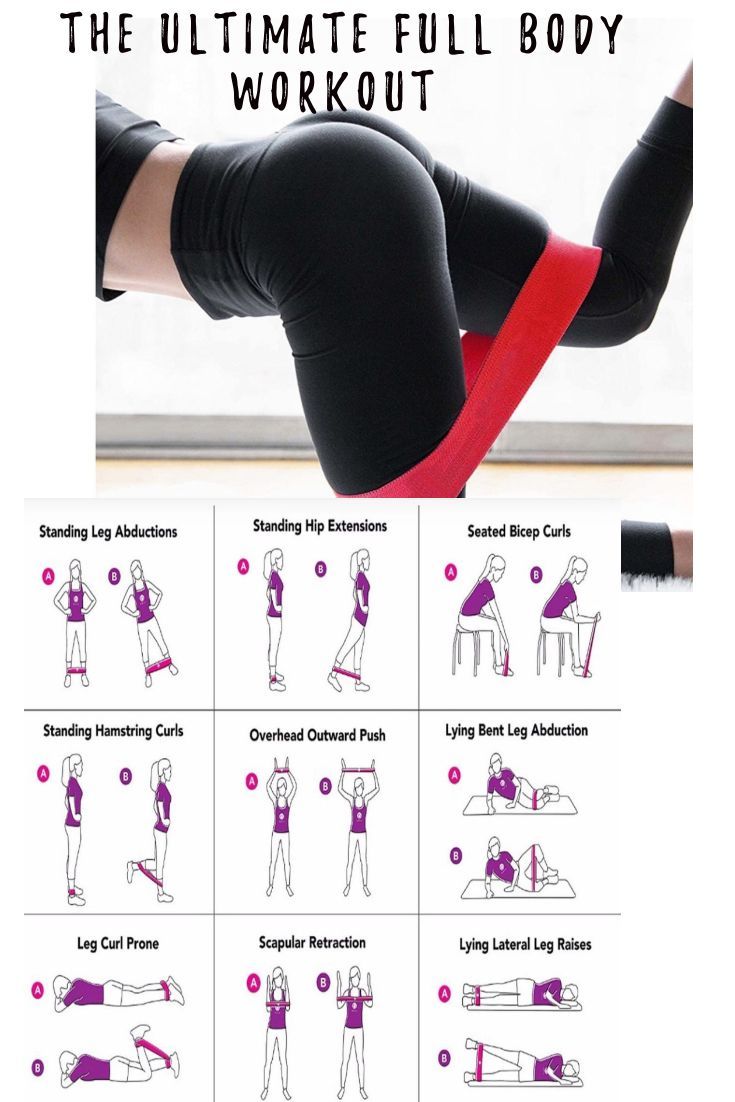 THE ULTIMATE FULL BODY
WORKOUT
Standing Leg Abductions
A
B
Standing Hip Extensions
A
B
Seated Bicep Curls
A
B
Standing Hamstring Curls
A
B
Overhead Outward Push
A
B
Lying Bent Leg Abduction
A
B
Leg Curl Prone
A
B
Scapular Retraction
A
B
Lying Lateral Leg Raises
A
B